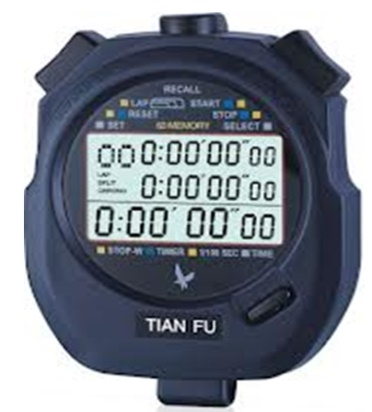 RECALL
LAP START
RESET STOP
SET 60 MEMORY SELECT
00 0:00'00"00
LAP
SPLIT
CHRONO 0:00'00"00
0:00'00"00
STOP-W TIMER 1/100 SEC TIME
TIAN FU